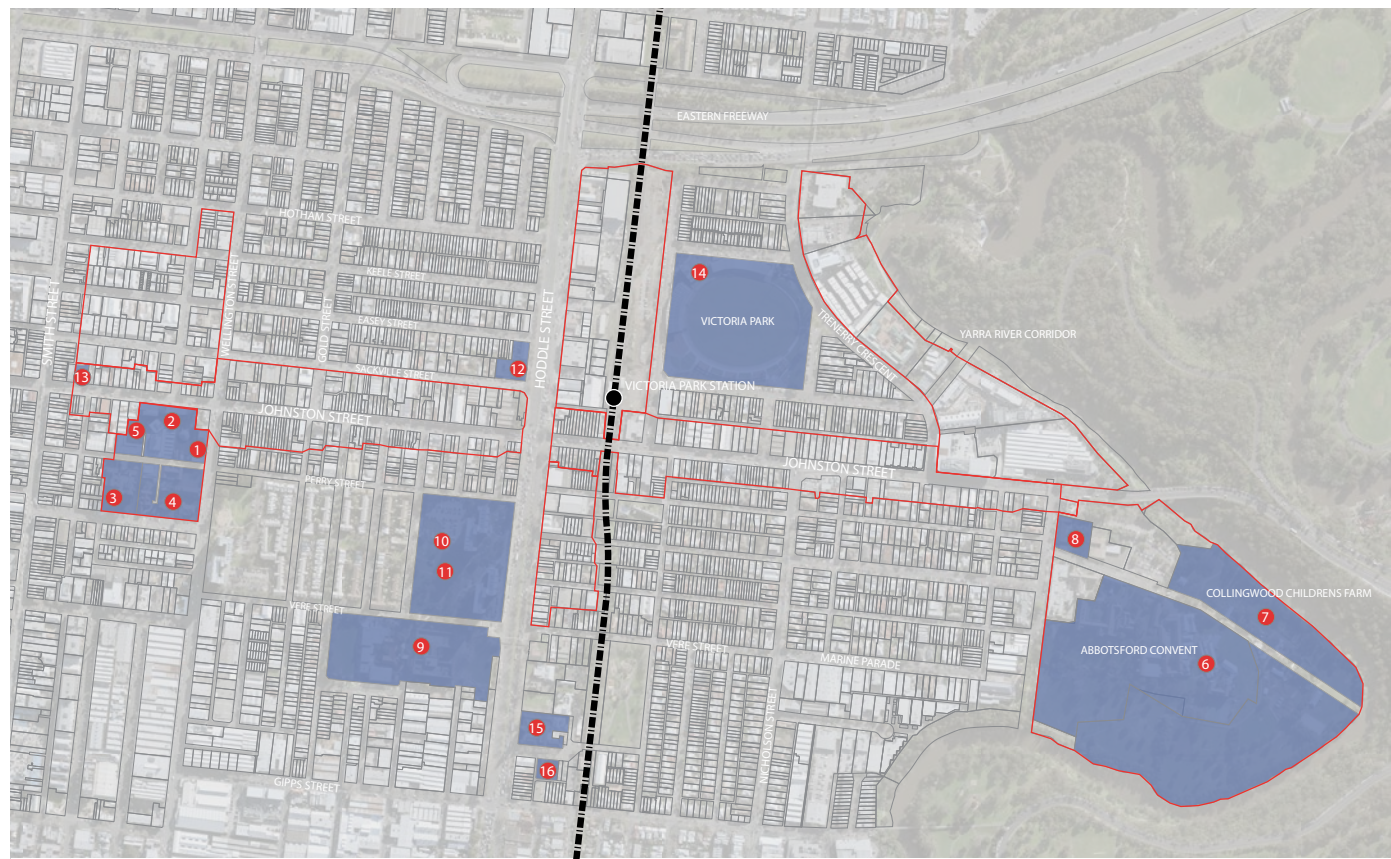 EASTERN FREEWAY
HOTHAM STREET
KEELE STREET
14
WELLINGTON STREET
SMITH STREET
GOLD STREET
EASEY STREET
HODDLE STREET
VICTORIA PARK
TRENERRY CRESCENT
YARRA RIVER CORRIDOR
12
SACKVILLE STREET
13
VICTORIA PARK STATION
JOHNSTON STREET
2
5
1
JOHNSTON STREET
PERRY STREET
3
4
10
8
11
COLLINGWOOD CHILDRENS FARM
VERE STREET
7
9
VERE STREET
ABBOTSFORD CONVENT
MARINE PARADE
6
NICHOLSON STREET
15
16
GIPPS STREET